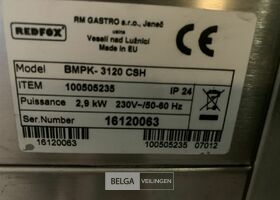 REDFOX
RM GASTRO s.r.o., Jeneč
Veselí nad Lužnicí
Made in EU
CE
Model BMPK- 3120 CSH
ITEM 100505235 IP 24
Puissance 2,9 kW 230V~/50-60 Hz
Ser.Number 16120063
16120063 100505235 07012
BELGA VEILINGEN